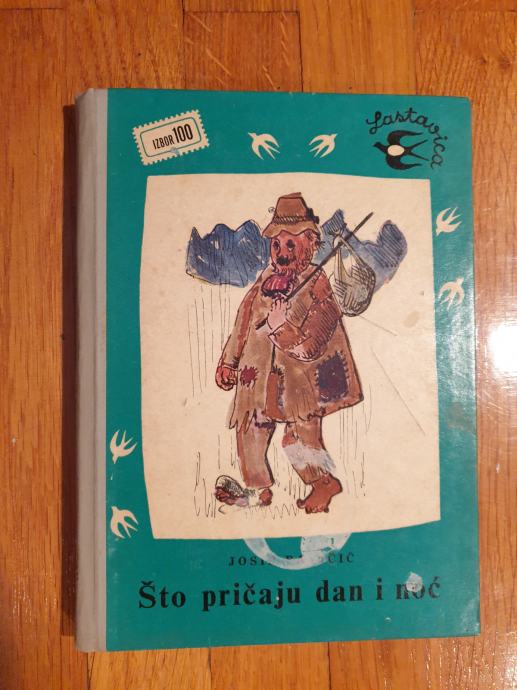 IZBOR 100
Lastavica
Što pričaju dan i noć